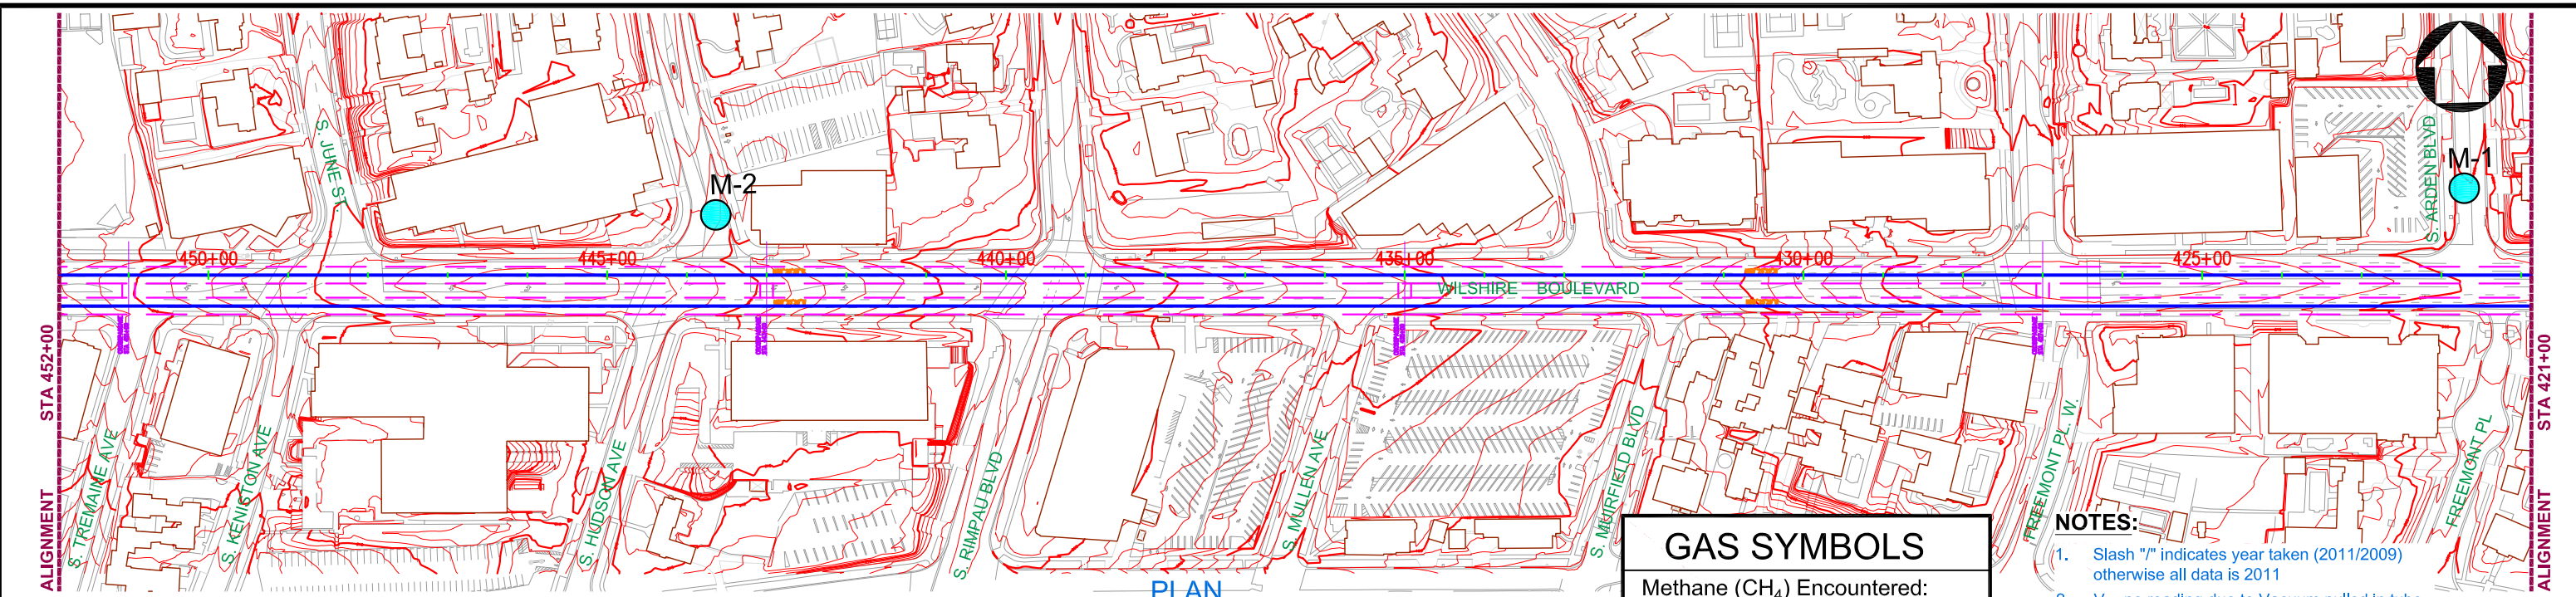 S. JUNE ST.
M-2
M-1
S. ARDEN BLVD
450+00
445+00
440+00
435+00
430+00
425+00
WILSHIRE BOULEVARD
ALIGNMENT STA 452+00
ALIGNMENT STA 421+00
S. TREMAINE AVE
S. KENISTON AVE
S. HUDSON AVE
S. RIMPAU BLVD
S. MULLEN AVE
S. MUIRFIELD BLVD
FREEMONT PL. W.
FREEMONT PL
PLAN
GAS SYMBOLS
Methane (CH₄) Encountered:
NOTES:
1. Slash "/" indicates year taken (2011/2009)
otherwise all data is 2011